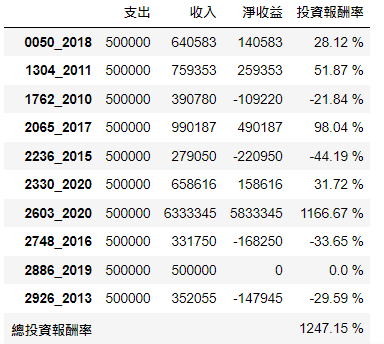 支出 收入 淨收益 投資報酬率
0050_2018 500000 640583 140583 28.12 %
1304_2011 500000 759353 259353 51.87 %
1762_2010 500000 390780 -109220 -21.84 %
2065_2017 500000 990187 490187 98.04 %
2236_2015 500000 279050 -220950 -44.19 %
2330_2020 500000 658616 158616 31.72 %
2603_2020 500000 6333345 5833345 1166.67 %
2748_2016 500000 331750 -168250 -33.65 %
2886_2019 500000 500000 0 0.0 %
2926_2013 500000 352055 -147945 -29.59 %
總投資報酬率 1247.15 %